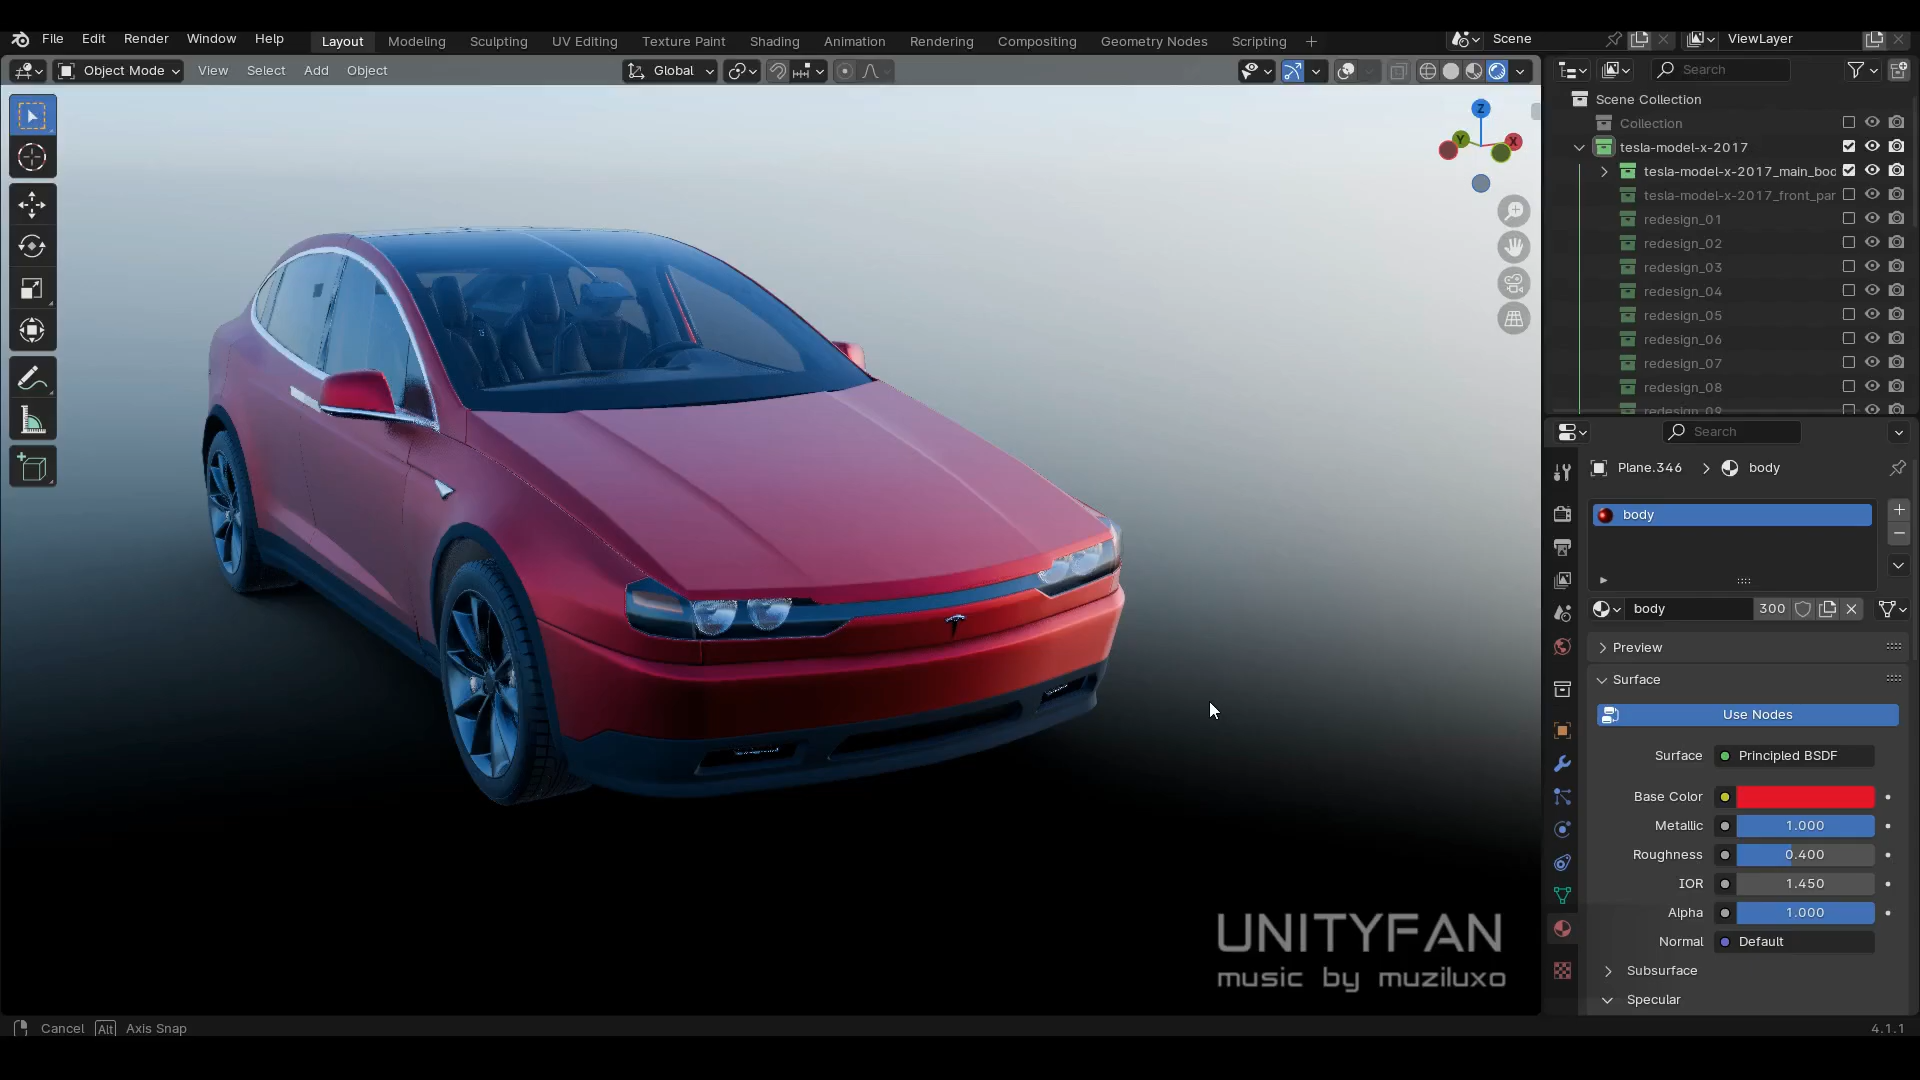 File Edit Render Window Help Layout Modeling Sculpting UV Editing Texture Paint Shading Animation Rendering Compositing Geometry Nodes Scripting + Scene ViewLayer
Object Mode View Select Add Object Global Search
Scene Collection
Collection
tesla-model-x-2017
tesla-model-x-2017_main_boo
tesla-model-x-2017_front_par
redesign_01
redesign_02
redesign_03
redesign_04
redesign_05
redesign_06
redesign_07
redesign_08
redesign_09
Z
Y
X
Search
Plane.346 body
body
body 300
Preview
Surface
Use Nodes
Surface Principled BSDF
Base Color
Metallic 1.000
Roughness 0.400
IOR 1.450
Alpha 1.000
Normal Default
Subsurface
Specular
UNITYFAN
music by muziluxo
Cancel Alt Axis Snap 4.1.1